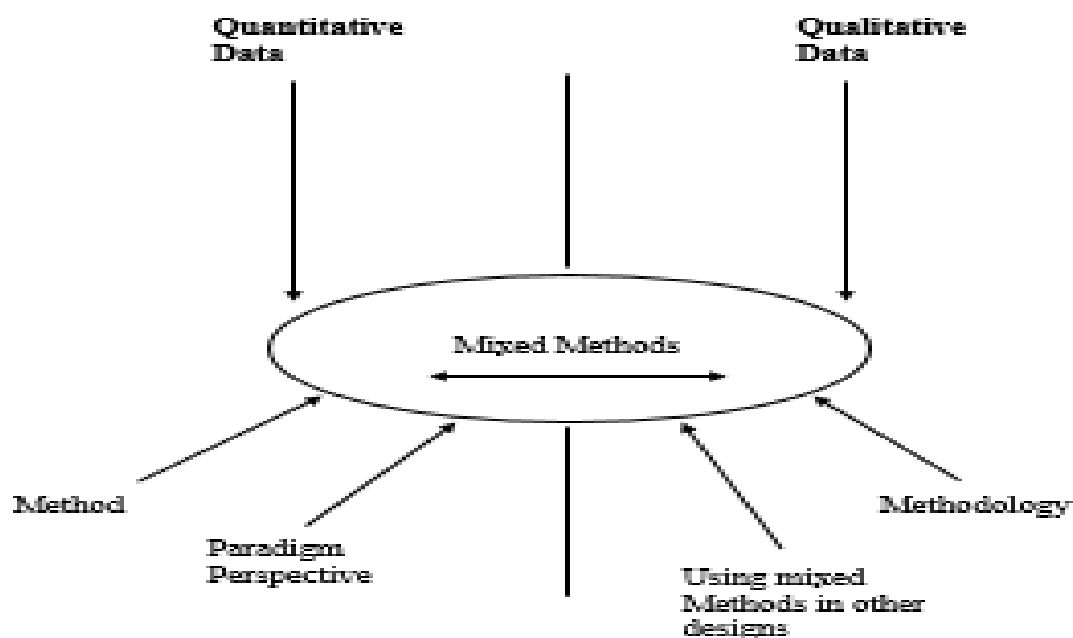 Quantitative
Data
Qualitative
Data
Mixed Methods
Method
Methodology
Paradigm
Perspective
Using mixed
Methods in other
designs